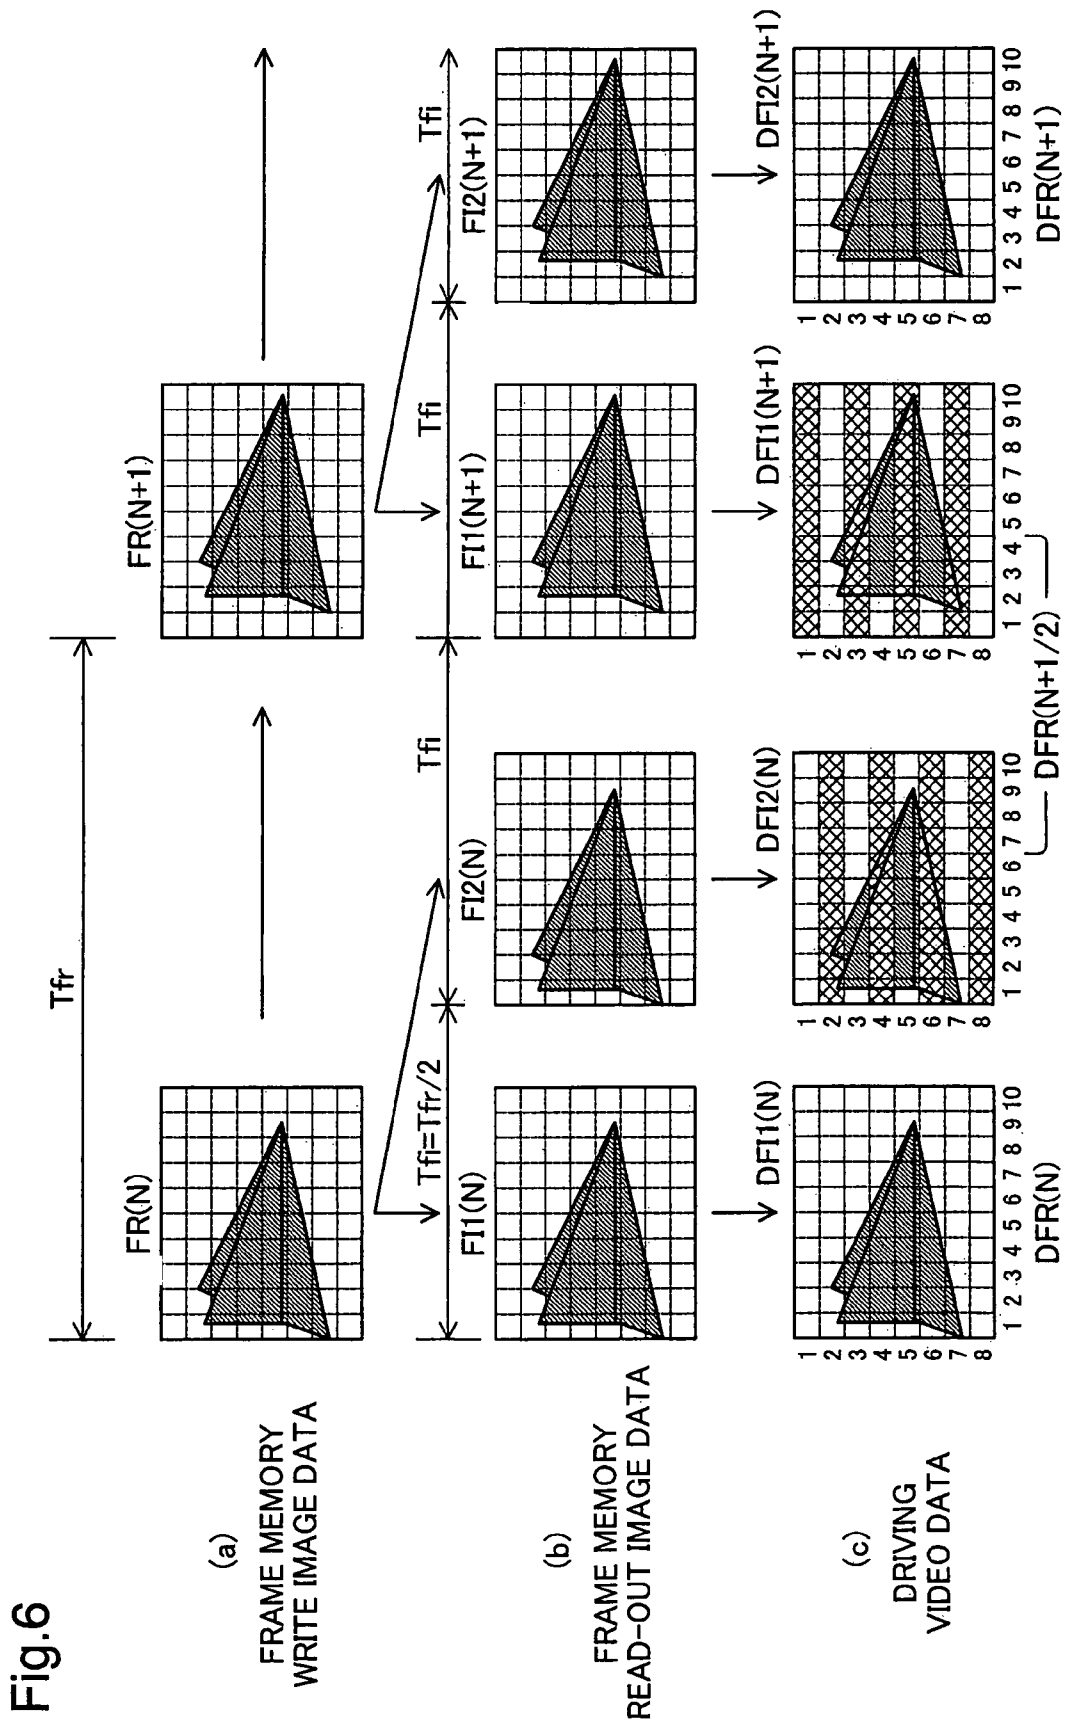 Fig.6
Tfr
(a)
FRAME MEMORY
WRITE IMAGE DATA
FR(N)
FR(N+1)
Tfi=Tfr/2
Tfi
Tfi
Tfi
(b)
FRAME MEMORY
READ-OUT IMAGE DATA
FI1(N)
FI2(N)
FI1(N+1)
FI2(N+1)
DFI1(N)
DFI2(N)
DFI1(N+1)
DFI2(N+1)
(c)
DRIVING
VIDEO DATA
1
2
3
4
5
6
7
8
1 2 3 4 5 6 7 8 9 10
1
2
3
4
5
6
7
8
1 2 3 4 5 6 7 8 9 10
1
2
3
4
5
6
7
8
1 2 3 4 5 6 7 8 9 10
1
2
3
4
5
6
7
8
1 2 3 4 5 6 7 8 9 10
DFR(N)
DFR(N+1/2)
DFR(N+1)